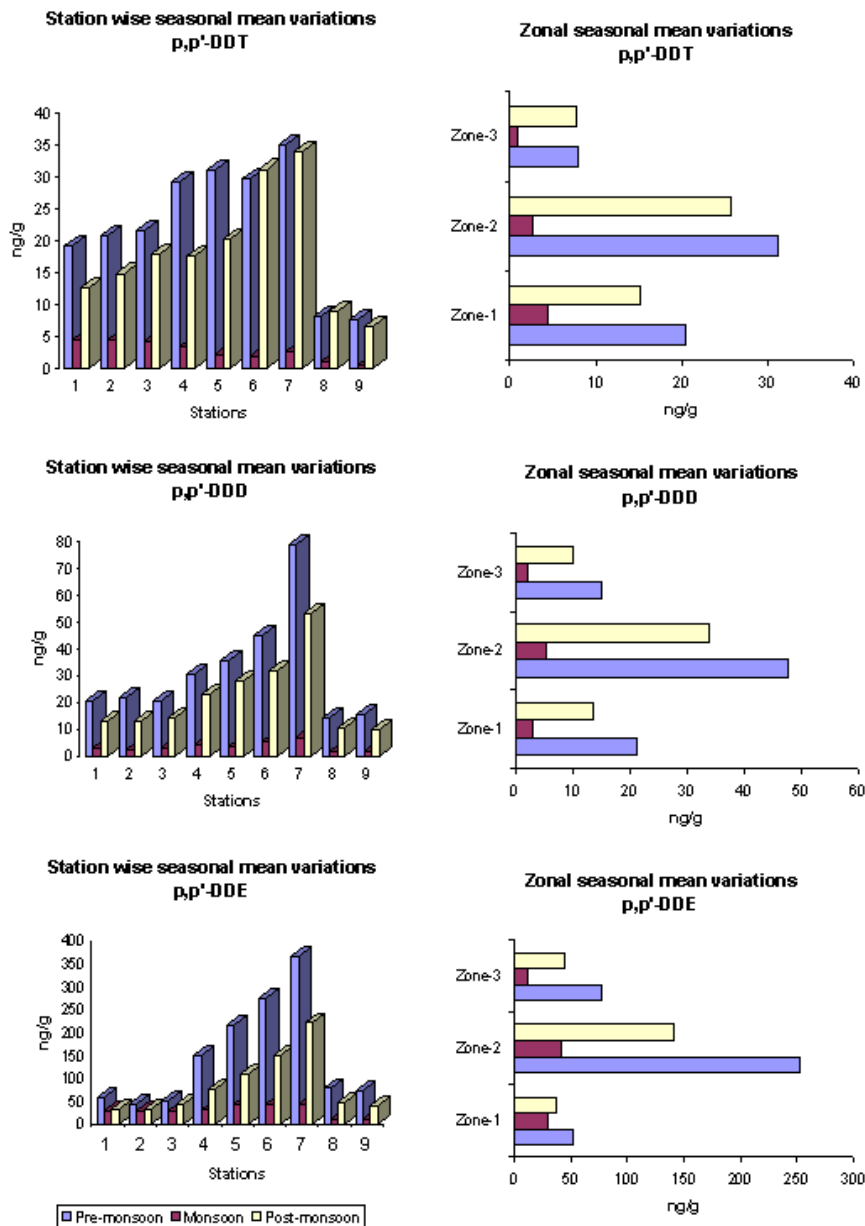 Station wise seasonal mean variations
p,p'-DDT
40
35
30
25
20
15
10
5
0
ng/g
1 2 3 4 5 6 7 8 9
Stations
Zonal seasonal mean variations
p,p'-DDT
Zone-3
Zone-2
Zone-1
0 10 20 30 40
ng/g
Station wise seasonal mean variations
p,p'-DDD
80
70
60
50
40
30
20
10
0
ng/g
1 2 3 4 5 6 7 8 9
Stations
Zonal seasonal mean variations
p,p'-DDD
Zone-3
Zone-2
Zone-1
0 10 20 30 40 50 60
ng/g
Station wise seasonal mean variations
p,p'-DDE
400
350
300
250
200
150
100
50
0
ng/g
1 2 3 4 5 6 7 8 9
Stations
Zonal seasonal mean variations
p,p'-DDE
Zone-3
Zone-2
Zone-1
0 50 100 150 200 250 300
ng/g
Pre-monsoon Monsoon Post-monsoon